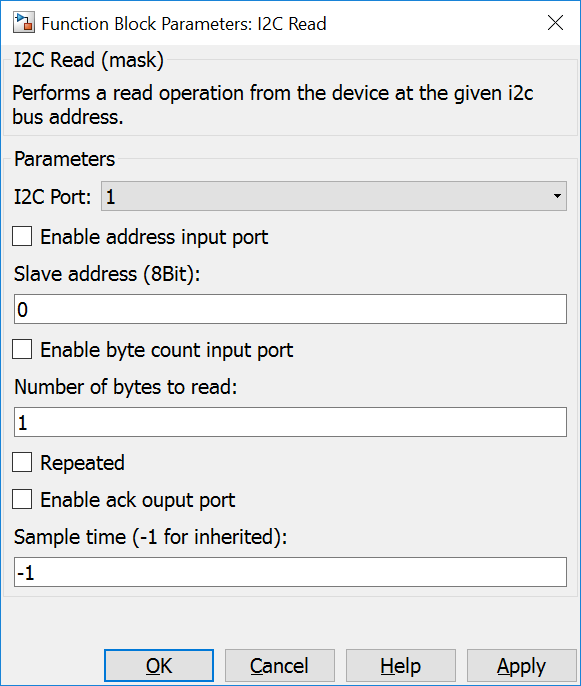 Function Block Parameters: I2C Read
I2C Read (mask)
Performs a read operation from the device at the given i2c
bus address.
Parameters
I2C Port: 1
Enable address input port
Slave address (8Bit):
0
Enable byte count input port
Number of bytes to read:
1
Repeated
Enable ack ouput port
Sample time (-1 for inherited):
-1
OK Cancel Help Apply